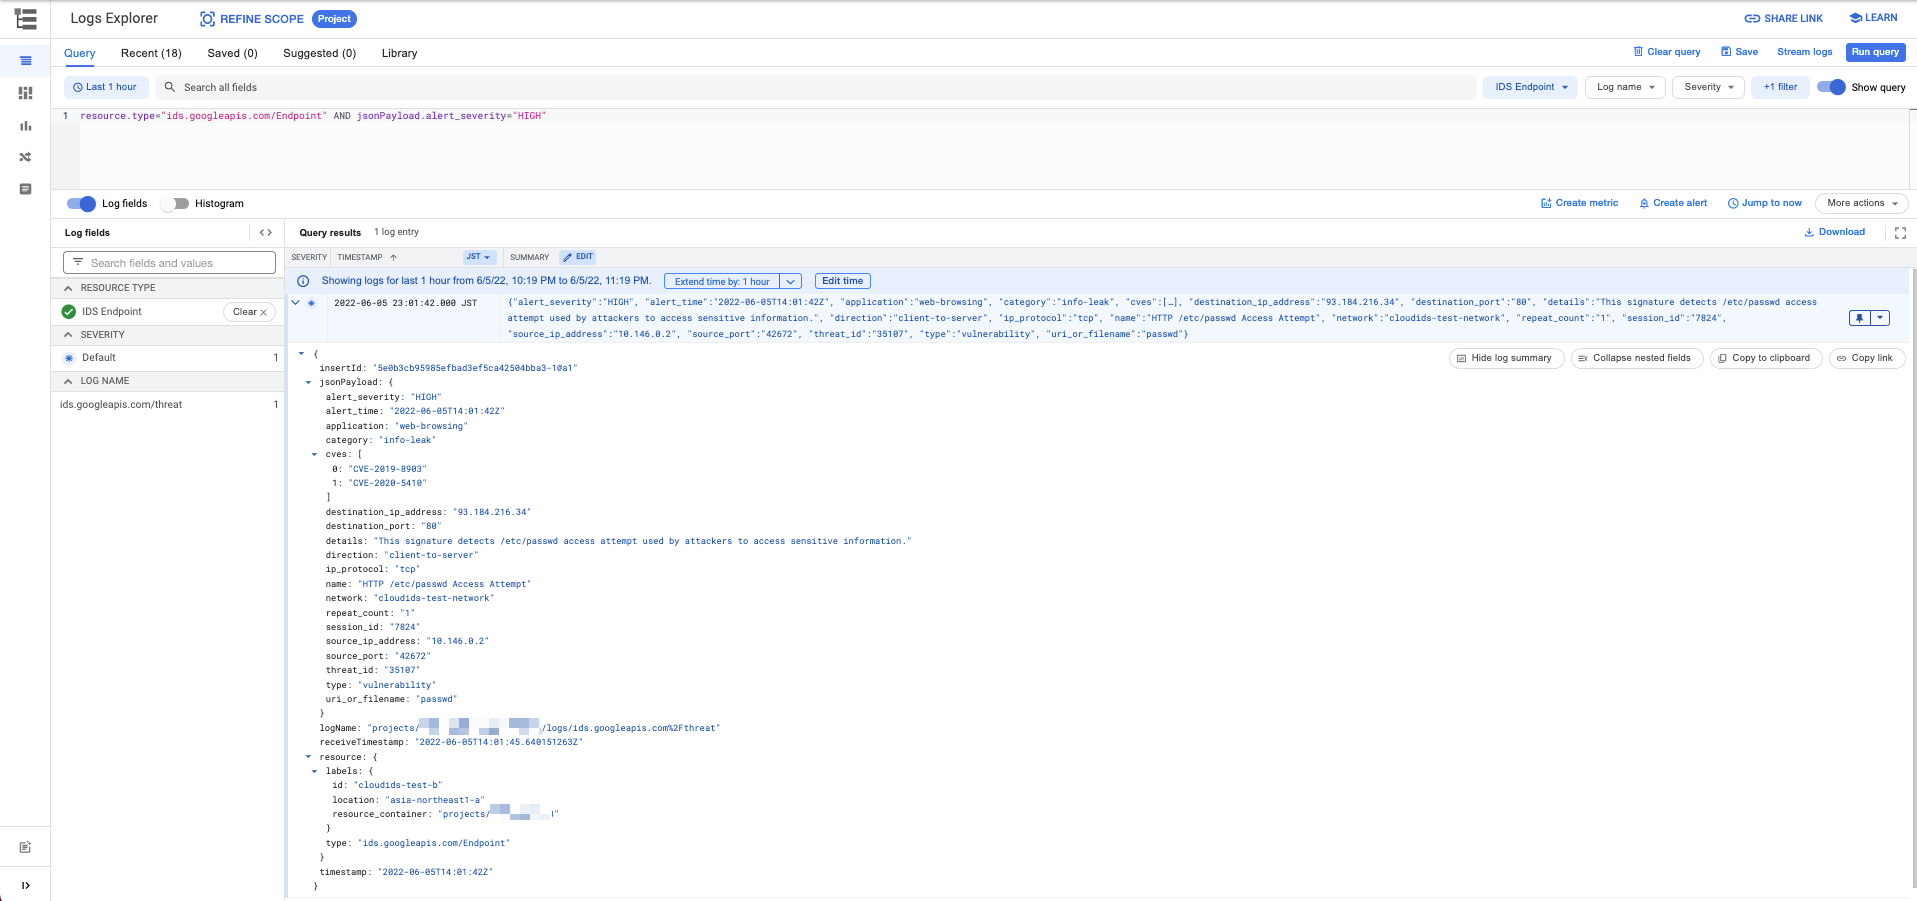 Logs Explorer
REFINE SCOPE
Project
SHARE LINK
LEARN
Query
Recent (18)
Saved (0)
Suggested (0)
Library
Clear query
Save
Stream logs
Run query
Last 1 hour
Search all fields
IDS Endpoint
Log name
Severity
+1 filter
Show query
1 resource.type="ids.googleapis.com/Endpoint" AND jsonPayload.alert_severity="HIGH"
Log fields
Histogram
Create metric
Create alert
Jump to now
More actions
Log fields
Search fields and values
RESOURCE TYPE
IDS Endpoint
Clear
SEVERITY
Default 1
LOG NAME
ids.googleapis.com/threat 1
Query results 1 log entry
Download
SEVERITY TIMESTAMP JST SUMMARY EDIT
Showing logs for last 1 hour from 6/5/22, 10:19 PM to 6/5/22, 11:19 PM.
Extend time by: 1 hour
Edit time
2022-06-05 23:01:42.000 JST
{"alert_severity":"HIGH", "alert_time":"2022-06-05T14:01:42Z", "application":"web-browsing", "category":"info-leak", "cves":[…], "destination_ip_address":"93.184.216.34", "destination_port":"80", "details":"This signature detects /etc/passwd access
attempt used by attackers to access sensitive information.", "direction":"client-to-server", "ip_protocol":"tcp", "name":"HTTP /etc/passwd Access Attempt", "network":"cloudids-test-network", "repeat_count":"1", "session_id":"7824",
"source_ip_address":"10.146.0.2", "source_port":"42672", "threat_id":"35107", "type":"vulnerability", "uri_or_filename":"passwd"}
Hide log summary
Collapse nested fields
Copy to clipboard
Copy link
{
insertId: "5e0b3cb95985efbad3ef5ca42504bba3-1@a1"
jsonPayload: {
alert_severity: "HIGH"
alert_time: "2022-06-05T14:01:42Z"
application: "web-browsing"
category: "info-leak"
cves: [
0: "CVE-2019-8903"
1: "CVE-2020-5410"
]
destination_ip_address: "93.184.216.34"
destination_port: "80"
details: "This signature detects /etc/passwd access attempt used by attackers to access sensitive information."
direction: "client-to-server"
ip_protocol: "tcp"
name: "HTTP /etc/passwd Access Attempt"
network: "cloudids-test-network"
repeat_count: "1"
session_id: "7824"
source_ip_address: "10.146.0.2"
source_port: "42672"
threat_id: "35107"
type: "vulnerability"
uri_or_filename: "passwd"
}
logName: "projects/ /logs/ids.googleapis.com%2Fthreat"
receiveTimestamp: "2022-06-05T14:01:45.640151263Z"
resource: {
labels: {
id: "cloudids-test-b"
location: "asia-northeast1-a"
resource_container: "projects/ "
}
type: "ids.googleapis.com/Endpoint"
}
timestamp: "2022-06-05T14:01:42Z"
}